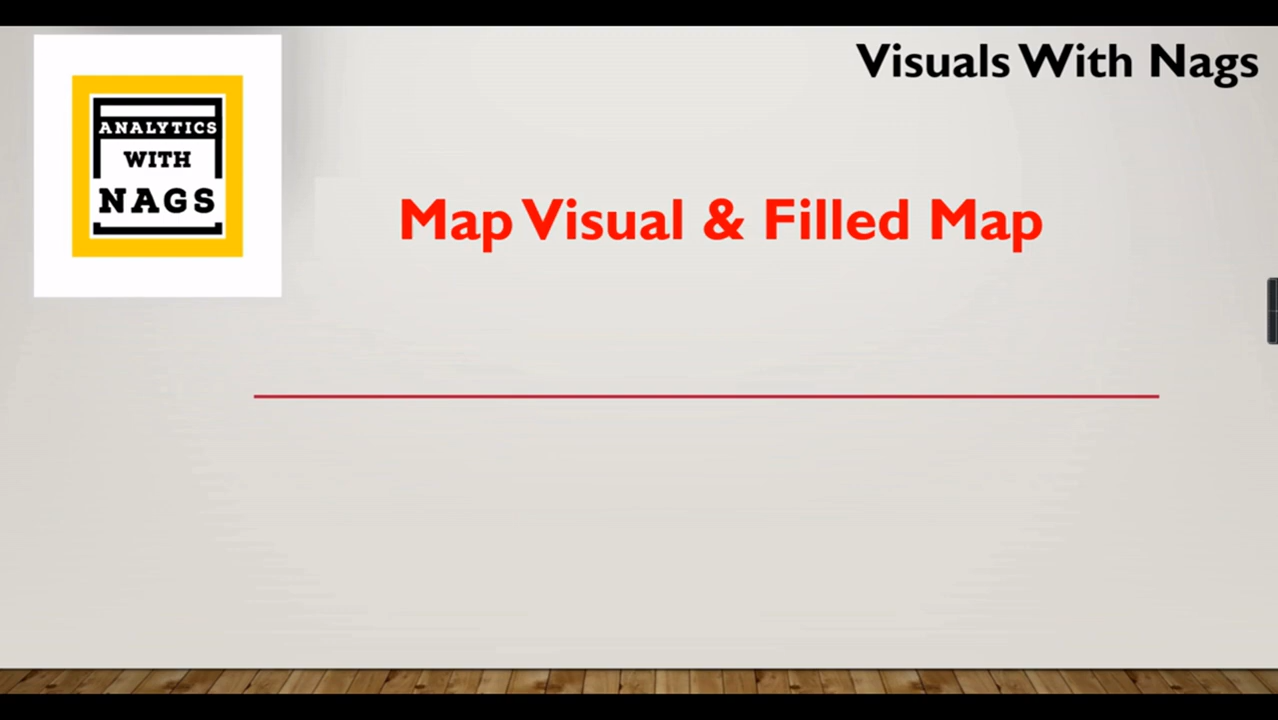 Visuals With Nags
ANALYTICS
WITH
NAGS
Map Visual & Filled Map